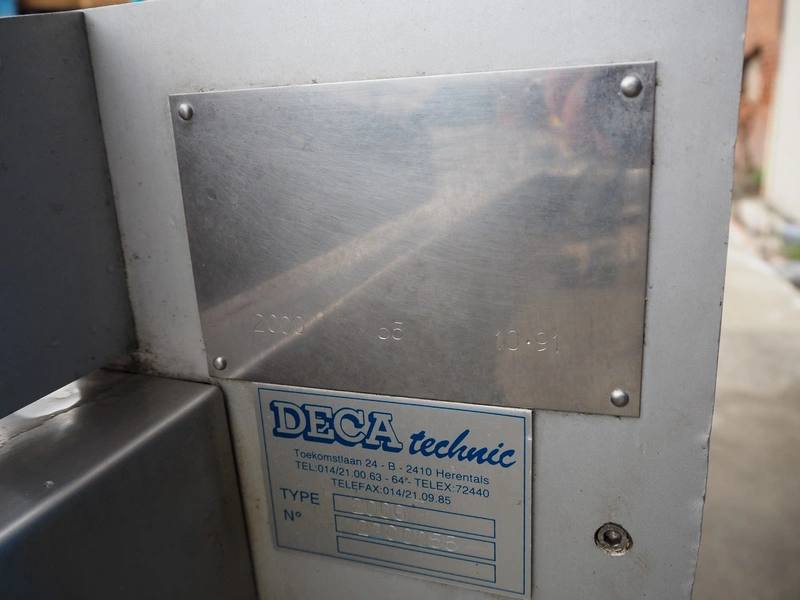 2000 55 10·91
DECA technic
Toekomstlaan 24 - B - 2410 Herentals
TEL:014/21.00.63 - 64 - TELEX:72440
TELEFAX:014/21.09.85
TYPE
N°